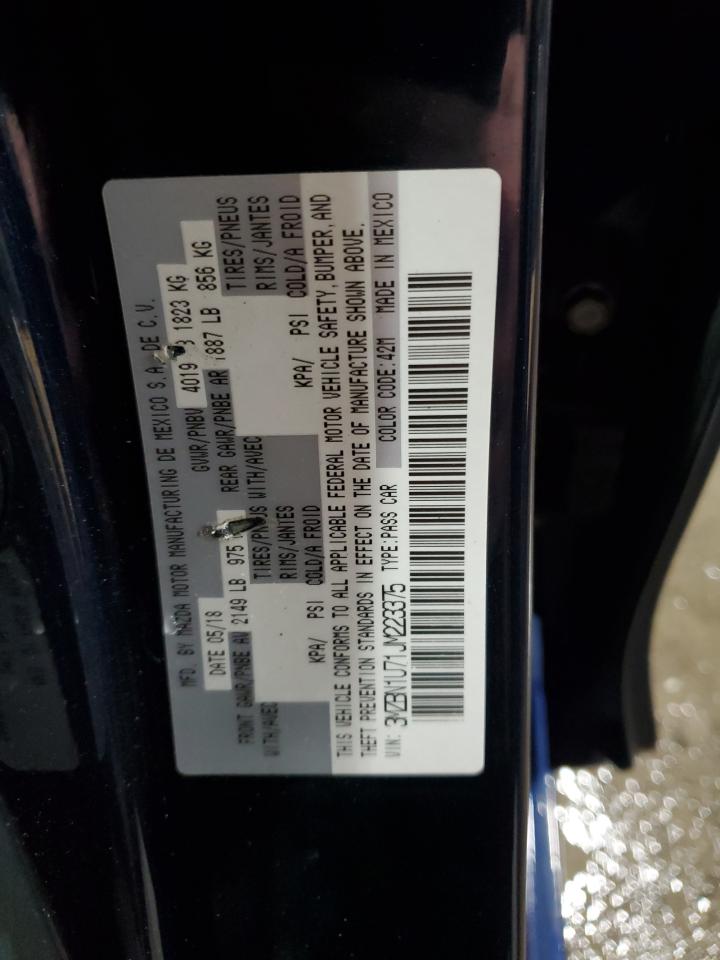 MFD. BY MAZDA MOTOR MANUFACTURING DE MEXICO S.A. DE C.V.
DATE 05/18 GVWR/PNBV 4019 1823 KG
FRONT GAWR/PNBE AV 2149 LB 975 REAR GAWR/PNBE AR 1887 LB 856 KG
WITH/AVEC TIRES/PNEUS WITH/AVEC TIRES/PNEUS
RIMS/JANTES RIMS/JANTES
KPA/ PSI COLD/A FROID KPA/ PSI COLD/A FROID
THIS VEHICLE CONFORMS TO ALL APPLICABLE FEDERAL MOTOR VEHICLE SAFETY, BUMPER, AND
THEFT PREVENTION STANDARDS IN EFFECT ON THE DATE OF MANUFACTURE SHOWN ABOVE.
VIN: 3MZBN1U71JM223375 TYPE:PASS CAR COLOR CODE:42M MADE IN MEXICO